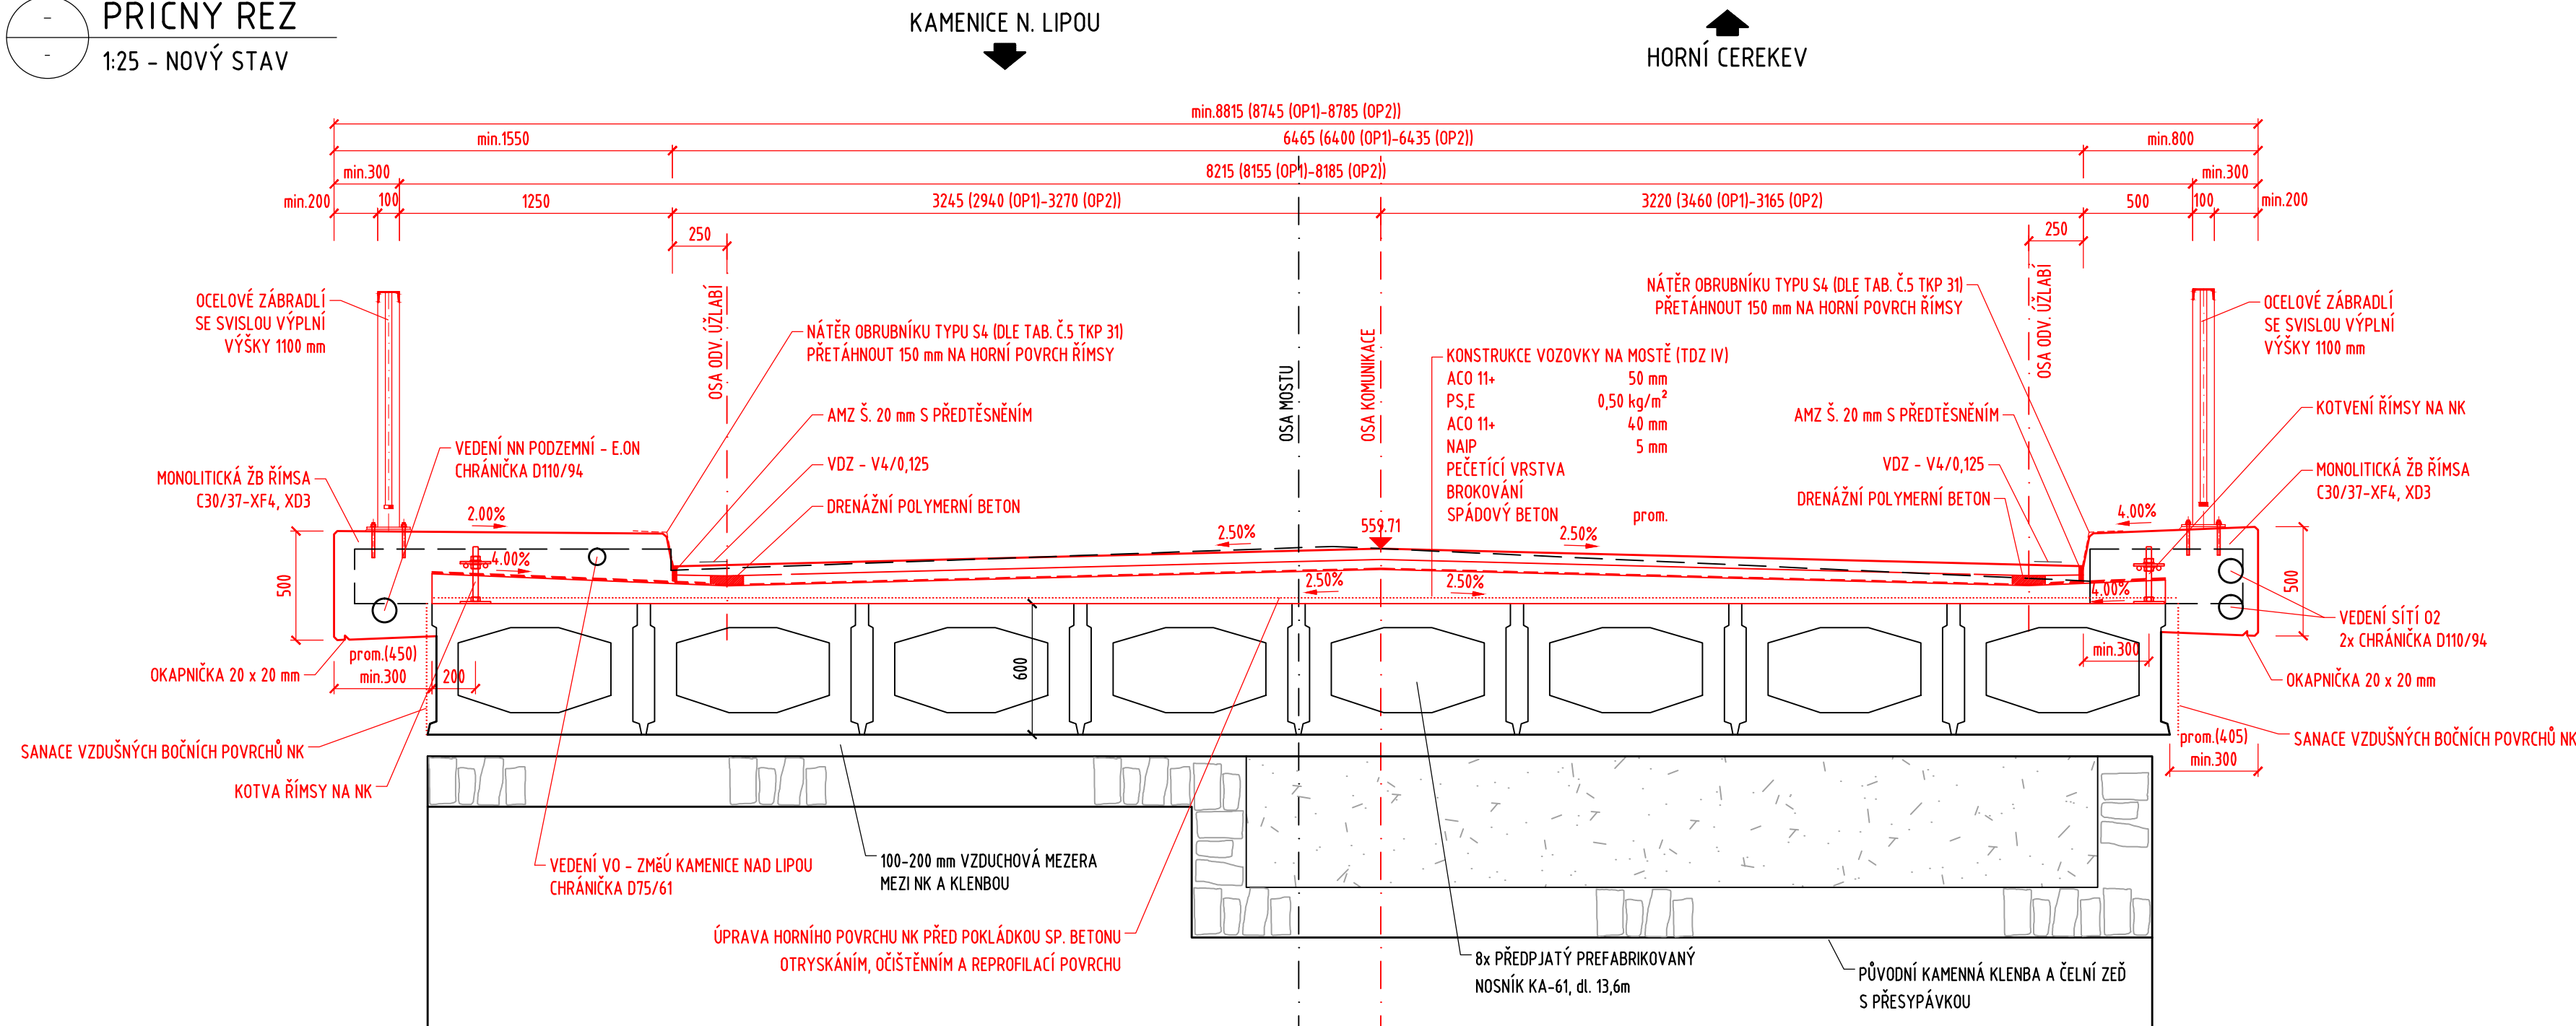 -
-
PŘÍČNÝ ŘEZ
1:25 - NOVÝ STAV
KAMENICE N. LIPOU
HORNÍ CEREKEV
min.8815 (8745 (OP1)-8785 (OP2))
min.1550
6465 (6400 (OP1)-6435 (OP2))
min.800
min.300
8215 (8155 (OP1)-8185 (OP2))
min.300
min.200
100
1250
3245 (2940 (OP1)-3270 (OP2))
3220 (3460 (OP1)-3165 (OP2)
500
100
min.200
250
250
OCELOVÉ ZÁBRADLÍ
SE SVISLOU VÝPLNÍ
VÝŠKY 1100 mm
OSA ODV. ÚŽLABÍ
NÁTĚR OBRUBNÍKU TYPU S4 (DLE TAB. Č.5 TKP 31)
PŘETÁHNOUT 150 mm NA HORNÍ POVRCH ŘÍMSY
AMZ Š. 20 mm S PŘEDTĚSNĚNÍM
VDZ - V4/0,125
DRENÁŽNÍ POLYMERNÍ BETON
VEDENÍ NN PODZEMNÍ - E.ON
CHRÁNIČKA D110/94
MONOLITICKÁ ŽB ŘÍMSA
C30/37-XF4, XD3
OSA MOSTU
OSA KOMUNIKACE
KONSTRUKCE VOZOVKY NA MOSTĚ (TDZ IV)
ACO 11+ 50 mm
PS,E 0,50 kg/m²
ACO 11+ 40 mm
NAIP 5 mm
PEČETÍCÍ VRSTVA
BROKOVÁNÍ
SPÁDOVÝ BETON prom.
NÁTĚR OBRUBNÍKU TYPU S4 (DLE TAB. Č.5 TKP 31)
PŘETÁHNOUT 150 mm NA HORNÍ POVRCH ŘÍMSY
OSA ODV. ÚŽLABÍ
AMZ Š. 20 mm S PŘEDTĚSNĚNÍM
VDZ - V4/0,125
DRENÁŽNÍ POLYMERNÍ BETON
OCELOVÉ ZÁBRADLÍ
SE SVISLOU VÝPLNÍ
VÝŠKY 1100 mm
KOTVENÍ ŘÍMSY NA NK
MONOLITICKÁ ŽB ŘÍMSA
C30/37-XF4, XD3
2.00%
4.00%
2.50%
559.71
2.50%
4.00%
2.50%
2.50%
4.00%
500
500
600
prom.(450)
min.300
200
min.300
VEDENÍ SÍTÍ O2
2x CHRÁNIČKA D110/94
OKAPNIČKA 20 x 20 mm
OKAPNIČKA 20 x 20 mm
SANACE VZDUŠNÝCH BOČNÍCH POVRCHŮ NK
KOTVA ŘÍMSY NA NK
prom.(405)
min.300
SANACE VZDUŠNÝCH BOČNÍCH POVRCHŮ NK
VEDENÍ VO - ZMěÚ KAMENICE NAD LIPOU
CHRÁNIČKA D75/61
100-200 mm VZDUCHOVÁ MEZERA
MEZI NK A KLENBOU
ÚPRAVA HORNÍHO POVRCHU NK PŘED POKLÁDKOU SP. BETONU
OTRYSKÁNÍM, OČIŠTĚNNÍM A REPROFILACÍ POVRCHU
8x PŘEDPJATÝ PREFABRIKOVANÝ
NOSNÍK KA-61, dl. 13,6m
PŮVODNÍ KAMENNÁ KLENBA A ČELNÍ ZEĎ
S PŘESYPÁVKOU